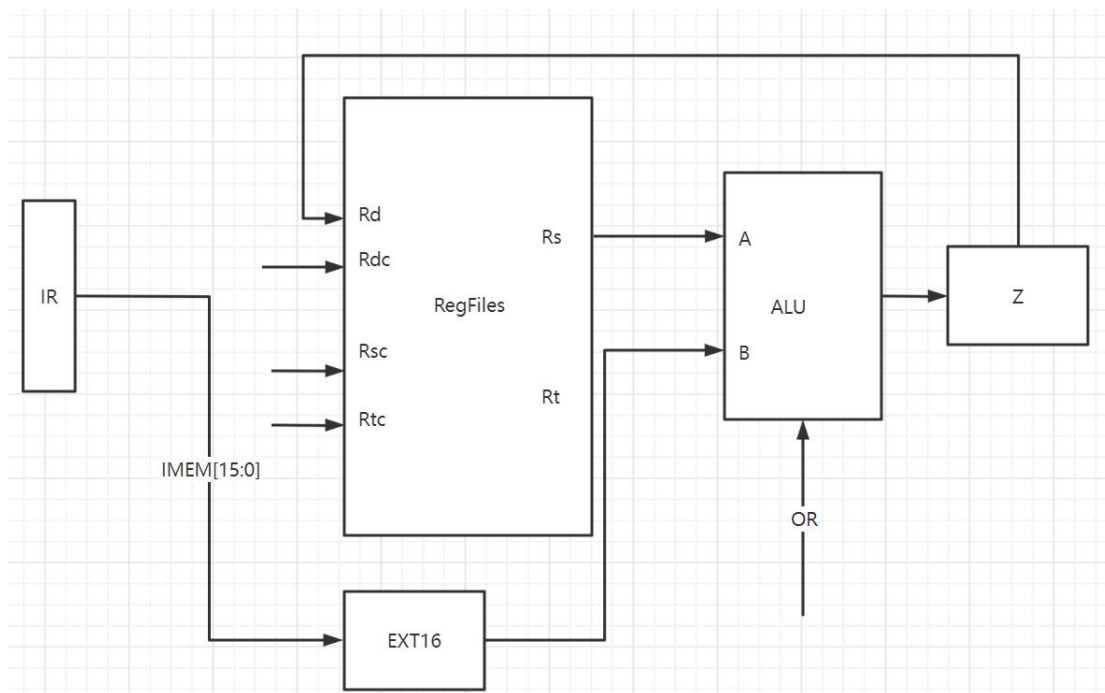 Rd
Rs
A
Rdc
IR
RegFiles
ALU
Z
Rsc
B
Rt
Rtc
IMEM[15:0]
OR
EXT16